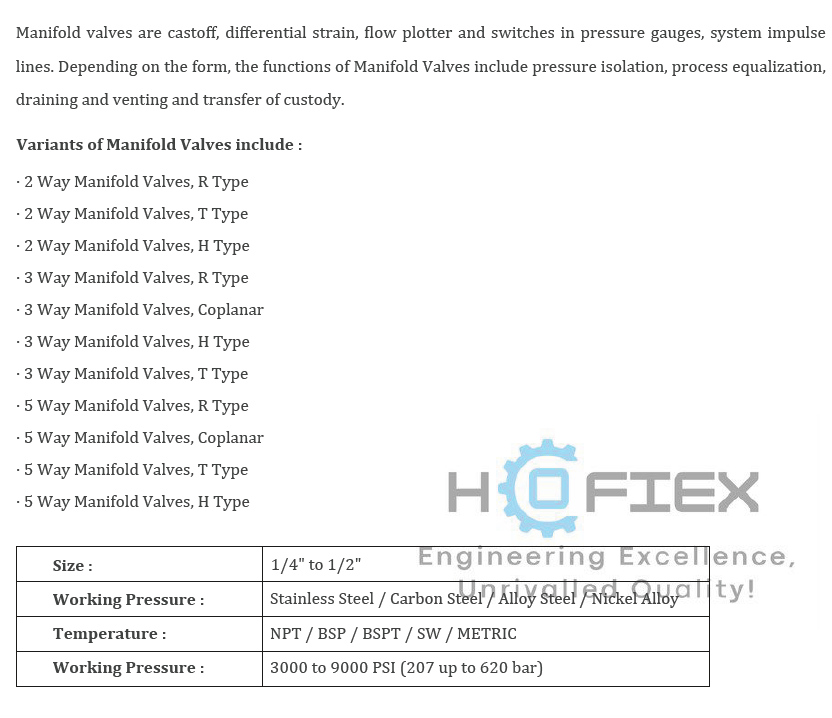 Manifold valves are castoff, differential strain, flow plotter and switches in pressure gauges, system impulse
lines. Depending on the form, the functions of Manifold Valves include pressure isolation, process equalization,
draining and venting and transfer of custody.
Variants of Manifold Valves include :
· 2 Way Manifold Valves, R Type
· 2 Way Manifold Valves, T Type
· 2 Way Manifold Valves, H Type
· 3 Way Manifold Valves, R Type
· 3 Way Manifold Valves, Coplanar
· 3 Way Manifold Valves, H Type
· 3 Way Manifold Valves, T Type
· 5 Way Manifold Valves, R Type
· 5 Way Manifold Valves, Coplanar
· 5 Way Manifold Valves, T Type
· 5 Way Manifold Valves, H Type
HOFIEX
Engineering Excellence,
Unrivalled Quality!
Size : 1/4" to 1/2"
Working Pressure : Stainless Steel / Carbon Steel / Alloy Steel / Nickel Alloy
Temperature : NPT / BSP / BSPT / SW / METRIC
Working Pressure : 3000 to 9000 PSI (207 up to 620 bar)